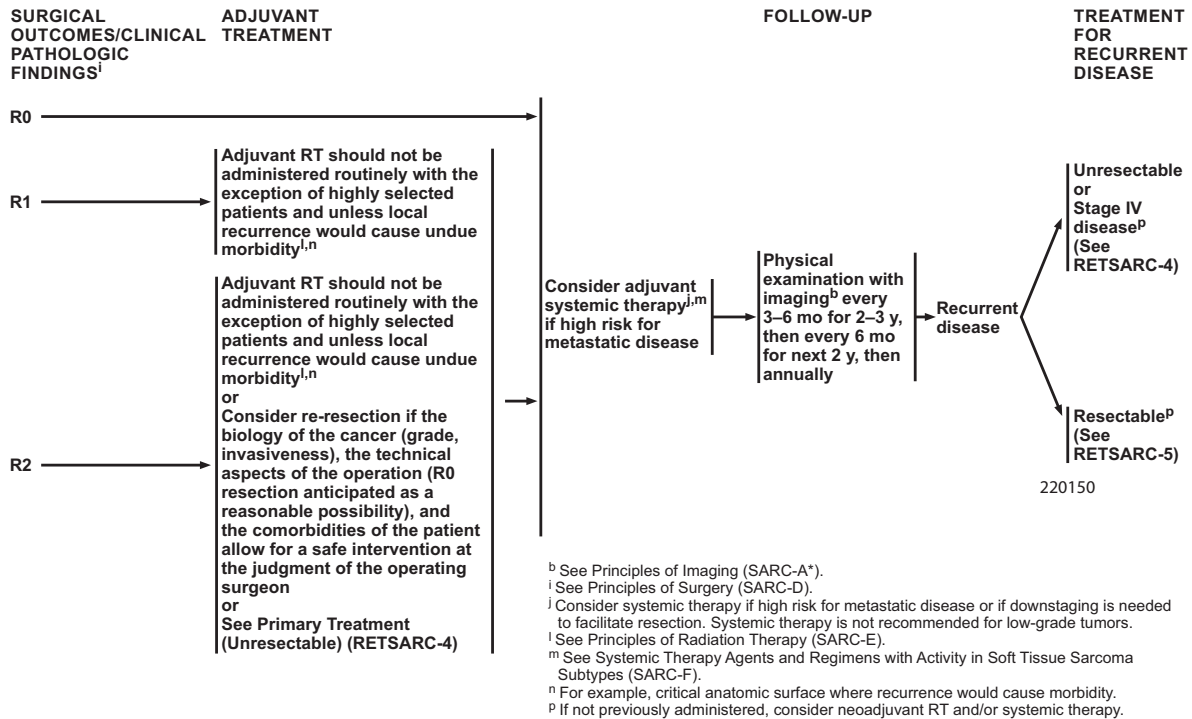 SURGICAL
OUTCOMES/CLINICAL
PATHOLOGIC
FINDINGSi
ADJUVANT
TREATMENT
FOLLOW-UP
TREATMENT
FOR
RECURRENT
DISEASE
R0
R1
Adjuvant RT should not be
administered routinely with the
exception of highly selected
patients and unless local
recurrence would cause undue
morbidityl,n
R2
Adjuvant RT should not be
administered routinely with the
exception of highly selected
patients and unless local
recurrence would cause undue
morbidityl,n
or
Consider re-resection if the
biology of the cancer (grade,
invasiveness), the technical
aspects of the operation (R0
resection anticipated as a
reasonable possibility), and
the comorbidities of the patient
allow for a safe intervention at
the judgment of the operating
surgeon
or
See Primary Treatment
(Unresectable) (RETSARC-4)
Consider adjuvant
systemic therapyj,m
if high risk for
metastatic disease
Physical
examination with
imagingb every
3–6 mo for 2–3 y,
then every 6 mo
for next 2 y, then
annually
Recurrent
disease
Unresectable
or
Stage IV
diseasep
(See
RETSARC-4)
Resectablep
(See
RETSARC-5)
220150
b See Principles of Imaging (SARC-A*).
i See Principles of Surgery (SARC-D).
j Consider systemic therapy if high risk for metastatic disease or if downstaging is needed
to facilitate resection. Systemic therapy is not recommended for low-grade tumors.
l See Principles of Radiation Therapy (SARC-E).
m See Systemic Therapy Agents and Regimens with Activity in Soft Tissue Sarcoma
Subtypes (SARC-F).
n For example, critical anatomic surface where recurrence would cause morbidity.
p If not previously administered, consider neoadjuvant RT and/or systemic therapy.